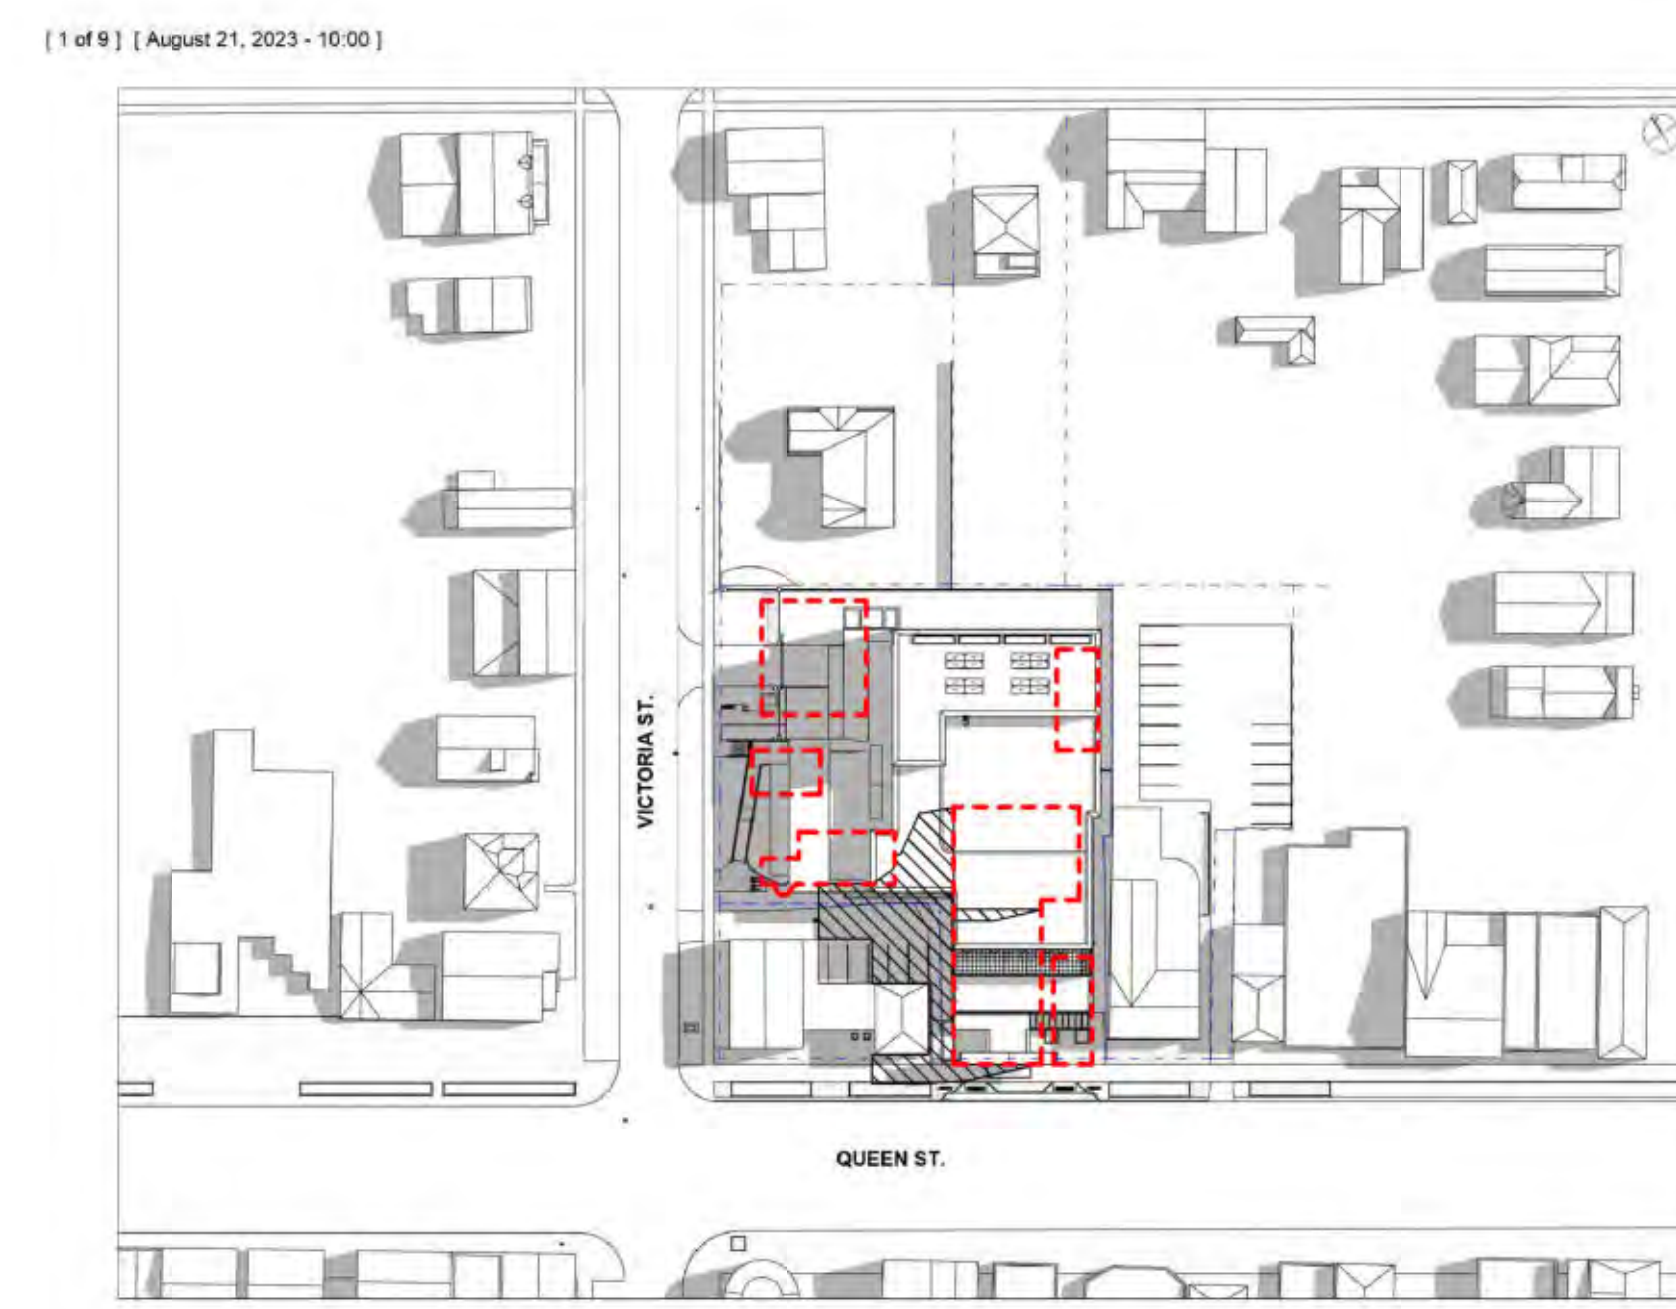 [ 1 of 9 ] [ August 21, 2023 - 10:00 ]
VICTORIA ST.
QUEEN ST.